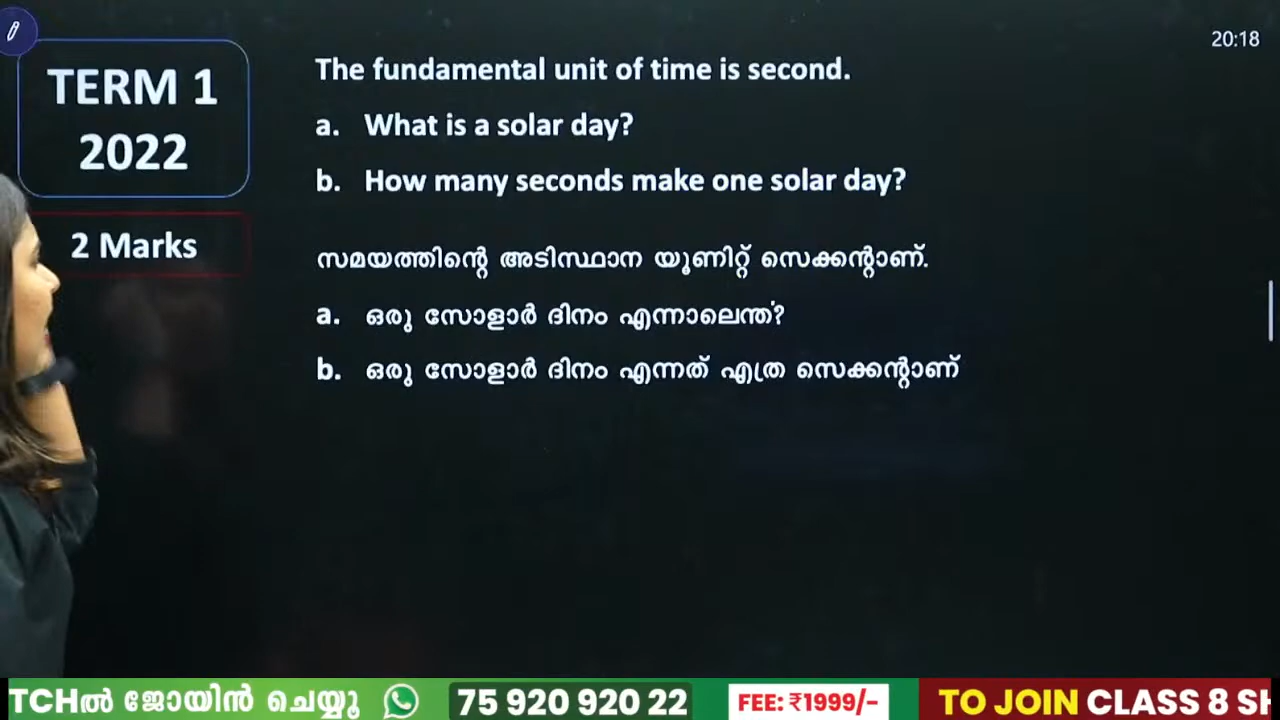 20:18
TERM 1
2022
2 Marks
The fundamental unit of time is second.
a. What is a solar day?
b. How many seconds make one solar day?
സമയത്തിന്റെ അടിസ്ഥാന യൂണിറ്റ് സെക്കന്റാണ്.
a. ഒരു സോളാർ ദിനം എന്നാലെന്ത്?
b. ഒരു സോളാർ ദിനം എന്നത് എത്ര സെക്കന്റാണ്
TCHൽ ജോയിൻ ചെയ്യൂ 75 920 920 22 FEE: ₹1999/- TO JOIN CLASS 8 SH